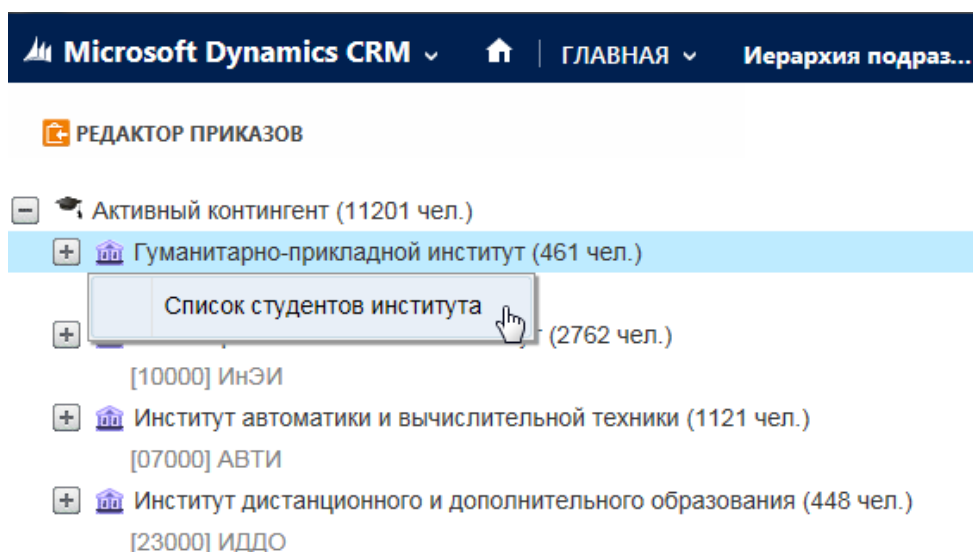 Microsoft Dynamics CRM ГЛАВНАЯ Иерархия подраз...
РЕДАКТОР ПРИКАЗОВ
Активный контингент (11201 чел.)
Гуманитарно-прикладной институт (461 чел.)
Список студентов института
(2762 чел.)
[10000] ИнЭИ
Институт автоматики и вычислительной техники (1121 чел.)
[07000] АВТИ
Институт дистанционного и дополнительного образования (448 чел.)
[23000] ИДДО